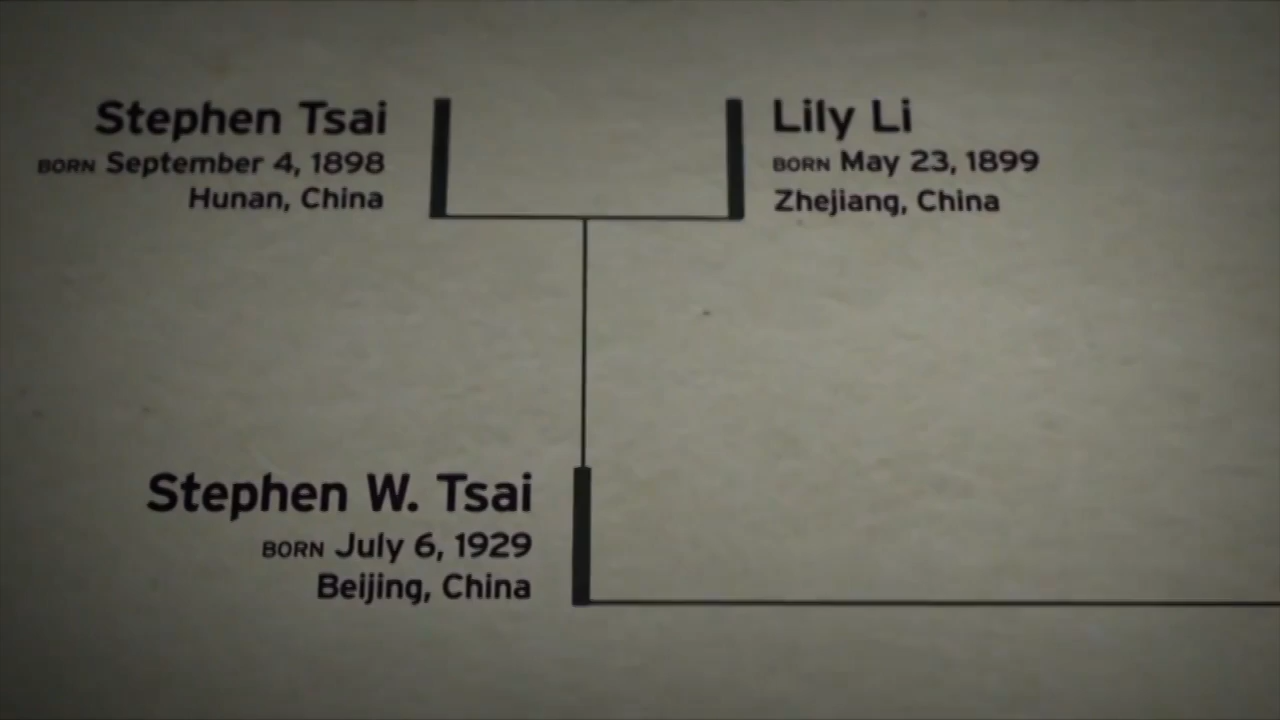 Stephen Tsai
BORN September 4, 1898
Hunan, China
Lily Li
BORN May 23, 1899
Zhejiang, China
Stephen W. Tsai
BORN July 6, 1929
Beijing, China